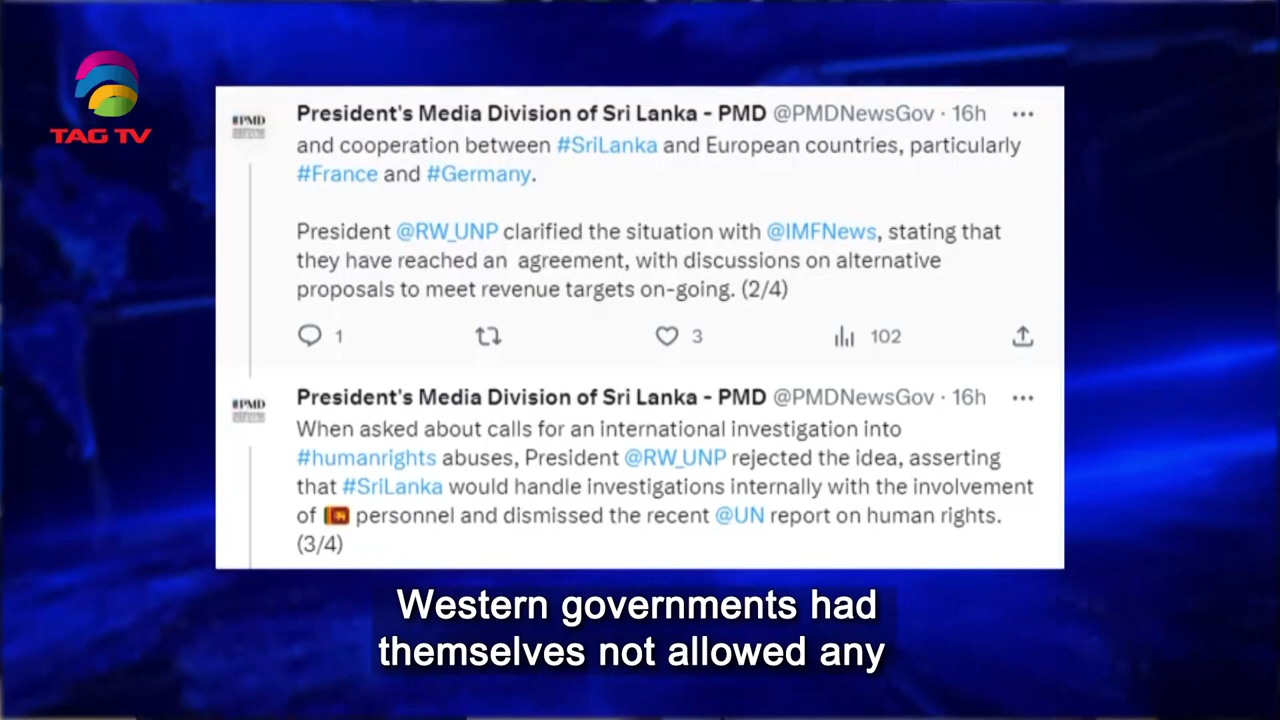 TAG TV
PMD
President's Media Division of Sri Lanka - PMD @PMDNewsGov · 16h
and cooperation between #SriLanka and European countries, particularly
#France and #Germany.
President @RW_UNP clarified the situation with @IMFNews, stating that
they have reached an agreement, with discussions on alternative
proposals to meet revenue targets on-going. (2/4)
1
3
102
PMD
President's Media Division of Sri Lanka - PMD @PMDNewsGov · 16h
When asked about calls for an international investigation into
#humanrights abuses, President @RW_UNP rejected the idea, asserting
that #SriLanka would handle investigations internally with the involvement
of 🇱🇰 personnel and dismissed the recent @UN report on human rights.
(3/4)
Western governments had
themselves not allowed any